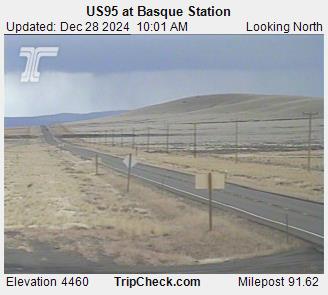 US95 at Basque Station
Updated: Dec 28 2024 10:01 AM Looking North
Elevation 4460 TripCheck.com Milepost 91.62